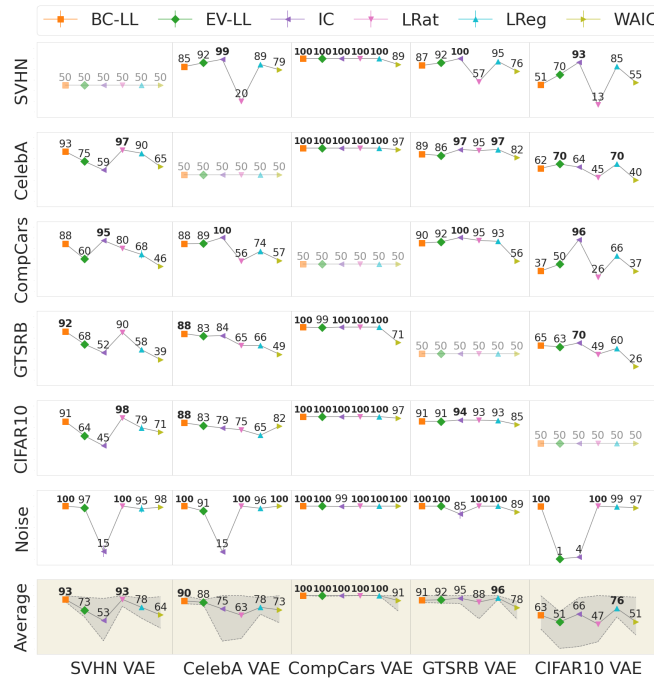 BC-LL EV-LL IC LRat LReg WAIC
SVHN
50 50 50 50 50 50
85 92 99 20 89 79
100 100 100 100 100 89
87 92 100 57 95 76
51 70 93 13 85 55
CelebA
93 75 59 97 90 65
50 50 50 50 50 50
100 100 100 100 100 97
89 86 97 95 97 82
62 70 64 45 70 40
CompCars
88 60 95 80 68 46
88 89 100 56 74 57
50 50 50 50 50 50
90 92 100 95 93 56
37 50 96 26 66 37
GTSRB
92 68 52 90 58 39
88 83 84 65 66 49
100 99 100 100 100 71
50 50 50 50 50 50
65 63 70 49 60 26
CIFAR10
91 64 45 98 79 71
88 83 79 75 65 82
100 100 100 100 100 97
91 91 94 93 93 85
50 50 50 50 50 50
Noise
100 97 15 100 95 98
100 91 15 100 96 100
100 100 99 100 100 100
100 100 85 100 100 89
100 1 4 100 99 97
Average
93 73 53 93 78 64
90 88 75 63 78 73
100 100 100 100 100 91
91 92 95 88 96 78
63 51 66 47 76 51
SVHN VAE CelebA VAE CompCars VAE GTSRB VAE CIFAR10 VAE